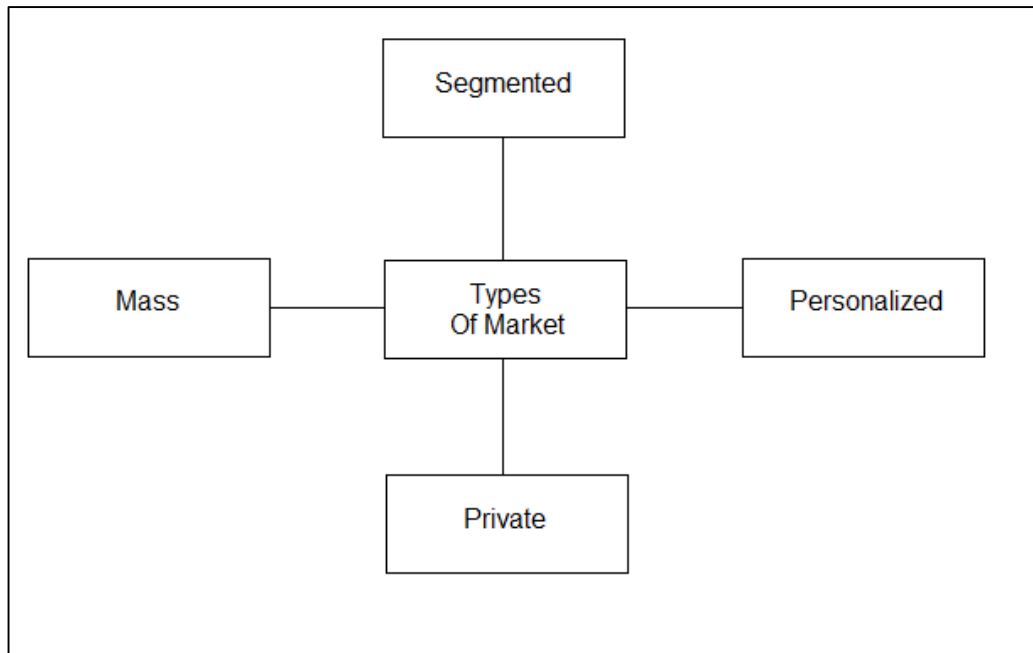 Segmented
Mass
Types
Of Market
Personalized
Private